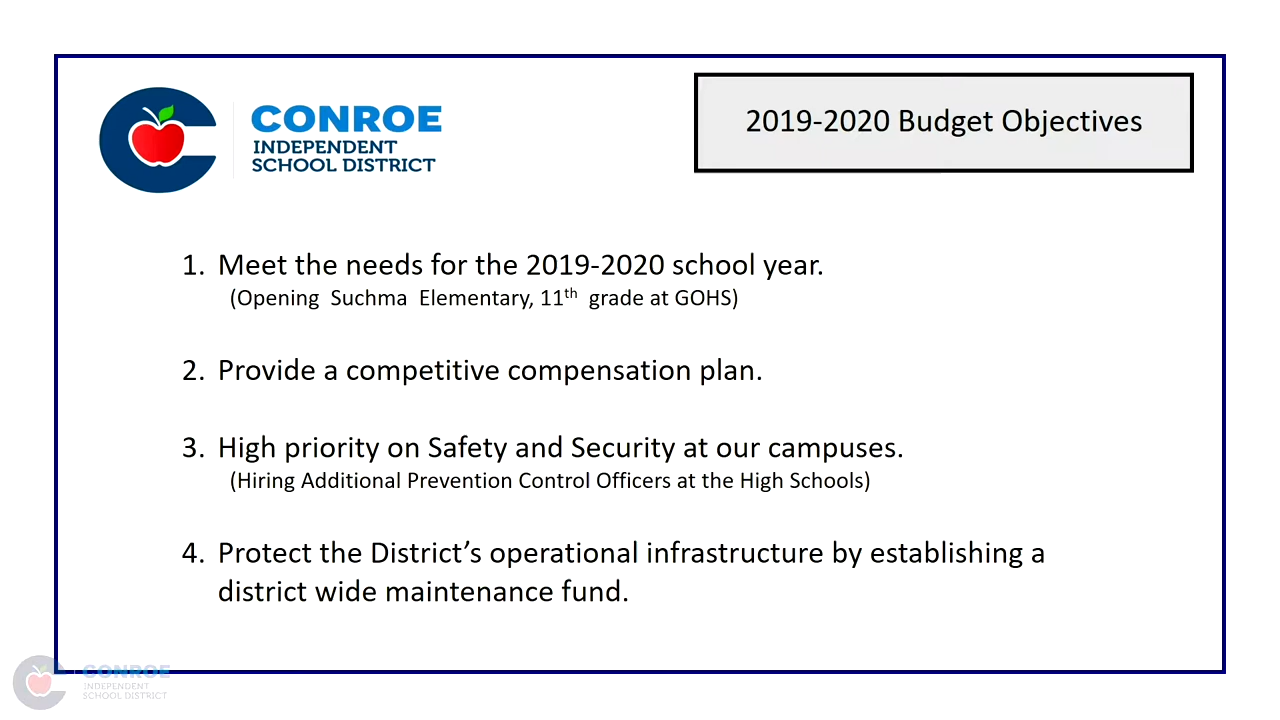 CONROE
INDEPENDENT
SCHOOL DISTRICT
2019-2020 Budget Objectives
1. Meet the needs for the 2019-2020 school year.
(Opening Suchma Elementary, 11th grade at GOHS)
2. Provide a competitive compensation plan.
3. High priority on Safety and Security at our campuses.
(Hiring Additional Prevention Control Officers at the High Schools)
4. Protect the District’s operational infrastructure by establishing a
district wide maintenance fund.
CONROE
INDEPENDENT
SCHOOL DISTRICT